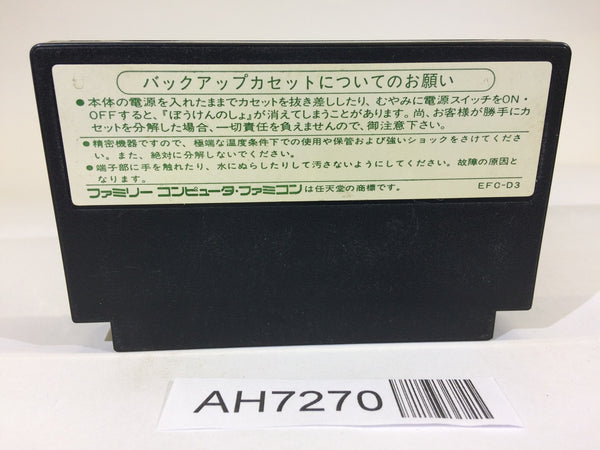 バックアップカセットについてのお願い
●本体の電源を入れたままでカセットを抜き差ししたり、むやみに電源スイッチをON・
OFFすると、『ぼうけんのしょ』が消えてしまうことがあります。尚、お客様が勝手にカ
セットを分解した場合、一切責任を負えませんので、御注意下さい。
●精密機器ですので、極端な温度条件下での使用や保管および強いショックをさけてくださ
い。また、絶対に分解しないでください。
●端子部に手を触れたり、水にぬらしたりして汚さないようにしてください。故障の原因と
なります。
ファミリーコンピュータ・ファミコンは任天堂の商標です。
EFC-D3
AH7270